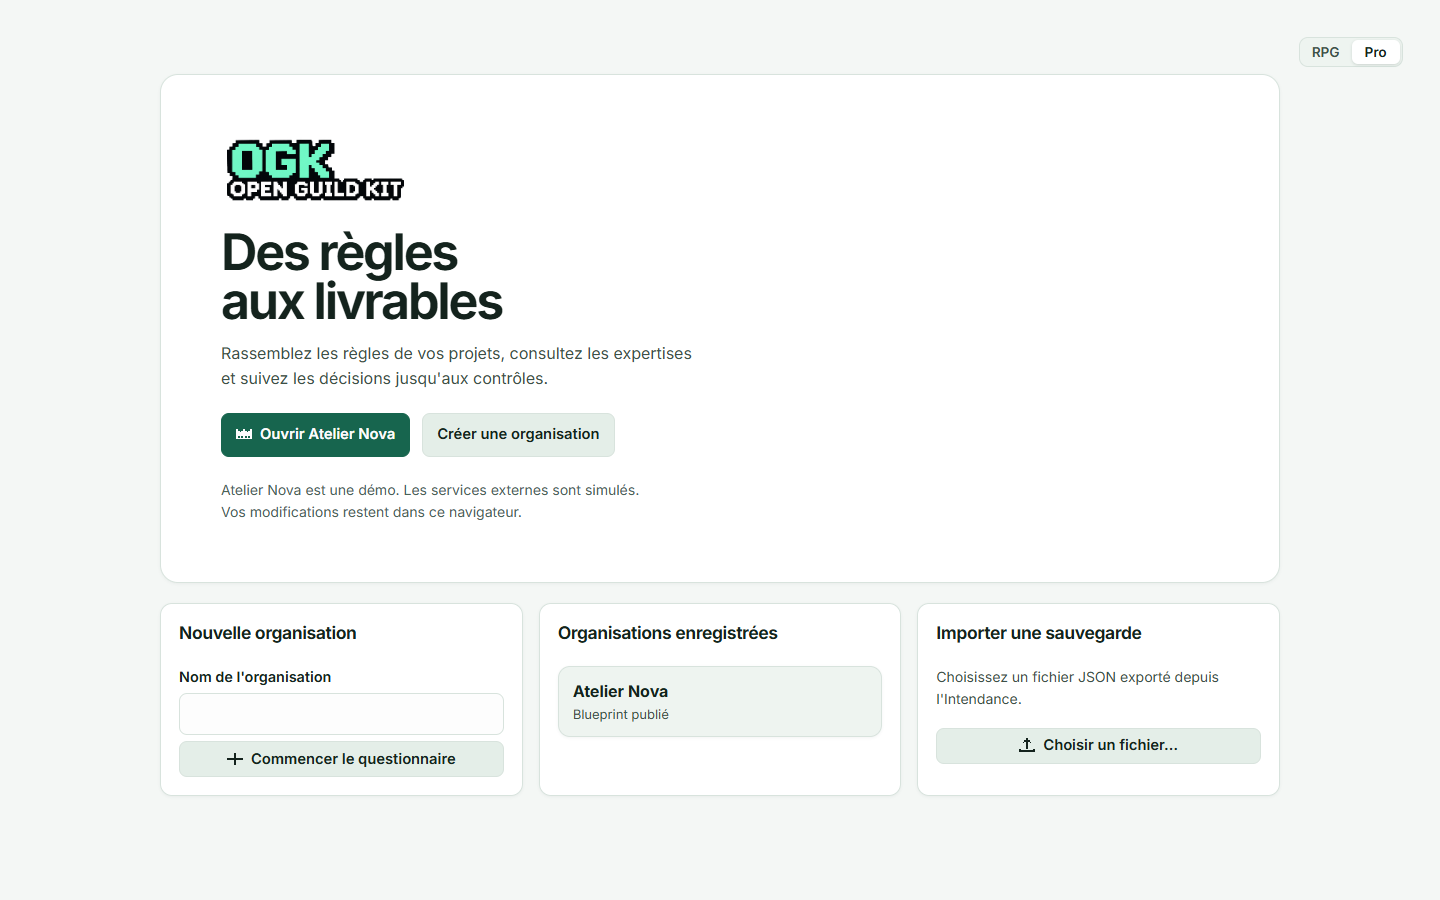 RPG
Pro
OGK
OPEN GUILD KIT
Des règles
aux livrables
Rassemblez les règles de vos projets, consultez les expertises
et suivez les décisions jusqu'aux contrôles.
Ouvrir Atelier Nova
Créer une organisation
Atelier Nova est une démo. Les services externes sont simulés.
Vos modifications restent dans ce navigateur.
Nouvelle organisation
Nom de l'organisation
Commencer le questionnaire
Organisations enregistrées
Atelier Nova
Blueprint publié
Importer une sauvegarde
Choisissez un fichier JSON exporté depuis
l'Intendance.
Choisir un fichier...